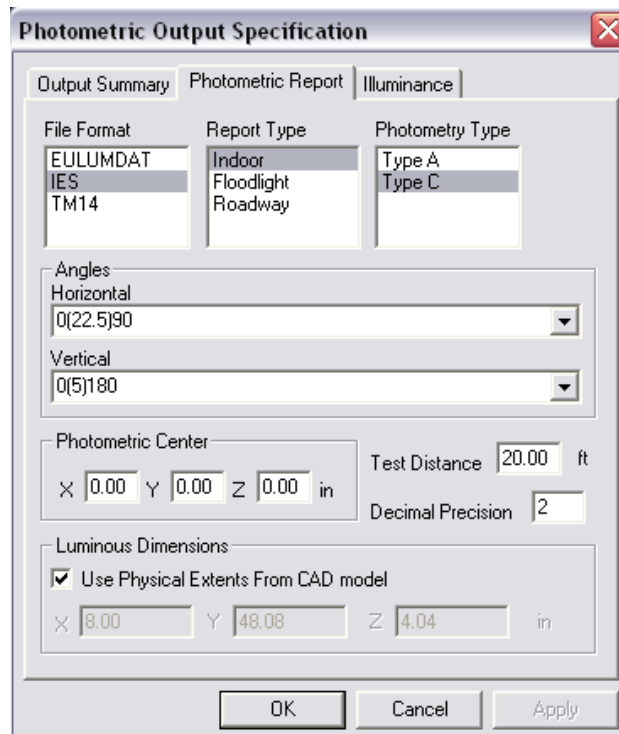 Photometric Output Specification
Output Summary Photometric Report Illuminance
File Format Report Type Photometry Type
EULUMDAT Indoor Type A
IES Floodlight Type C
TM14 Roadway
Angles
Horizontal
0(22.5)90
Vertical
0(5)180
Photometric Center
X 0.00 Y 0.00 Z 0.00 in
Test Distance 20.00 ft
Decimal Precision 2
Luminous Dimensions
Use Physical Extents From CAD model
X 8.00 Y 48.08 Z 4.04 in
OK Cancel Apply